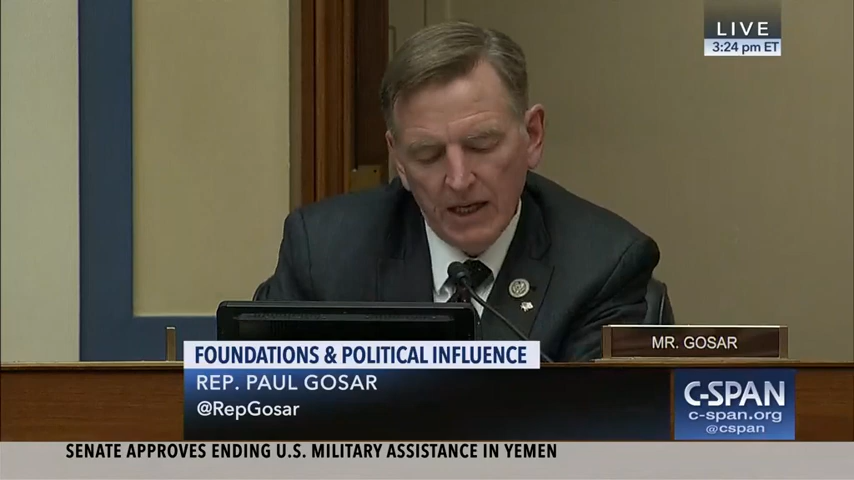 LIVE
3:24 pm ET
MR. GOSAR
FOUNDATIONS & POLITICAL INFLUENCE
REP. PAUL GOSAR
@RepGosar
C-SPAN
c-span.org
@cspan
SENATE APPROVES ENDING U.S. MILITARY ASSISTANCE IN YEMEN